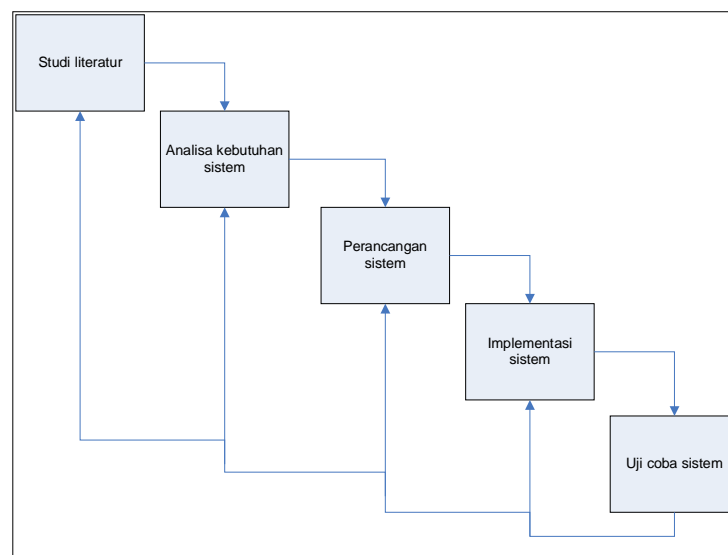 Studi literatur
Analisa kebutuhan
sistem
Perancangan
sistem
Implementasi
sistem
Uji coba sistem